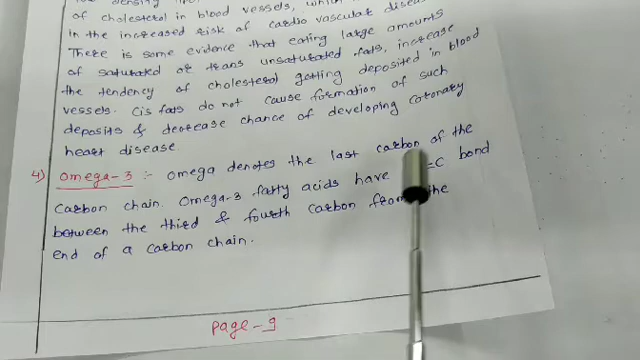 of cholesterol in blood vessels, which
in the increased risk of cardio vascular
There is some evidence that eating large amounts
of saturated or trans unsaturated fats, increase
the tendency of cholesterol getting deposited in blood
vessels. Cis fats do not cause formation of such
deposits & decrease chance of developing coronary
heart disease.
4) Omega-3 :- omega denotes the last carbon of the
Carbon chain. Omega-3 fatty acids have C bond
between the third & fourth carbon from the
end of a carbon chain.
page-9